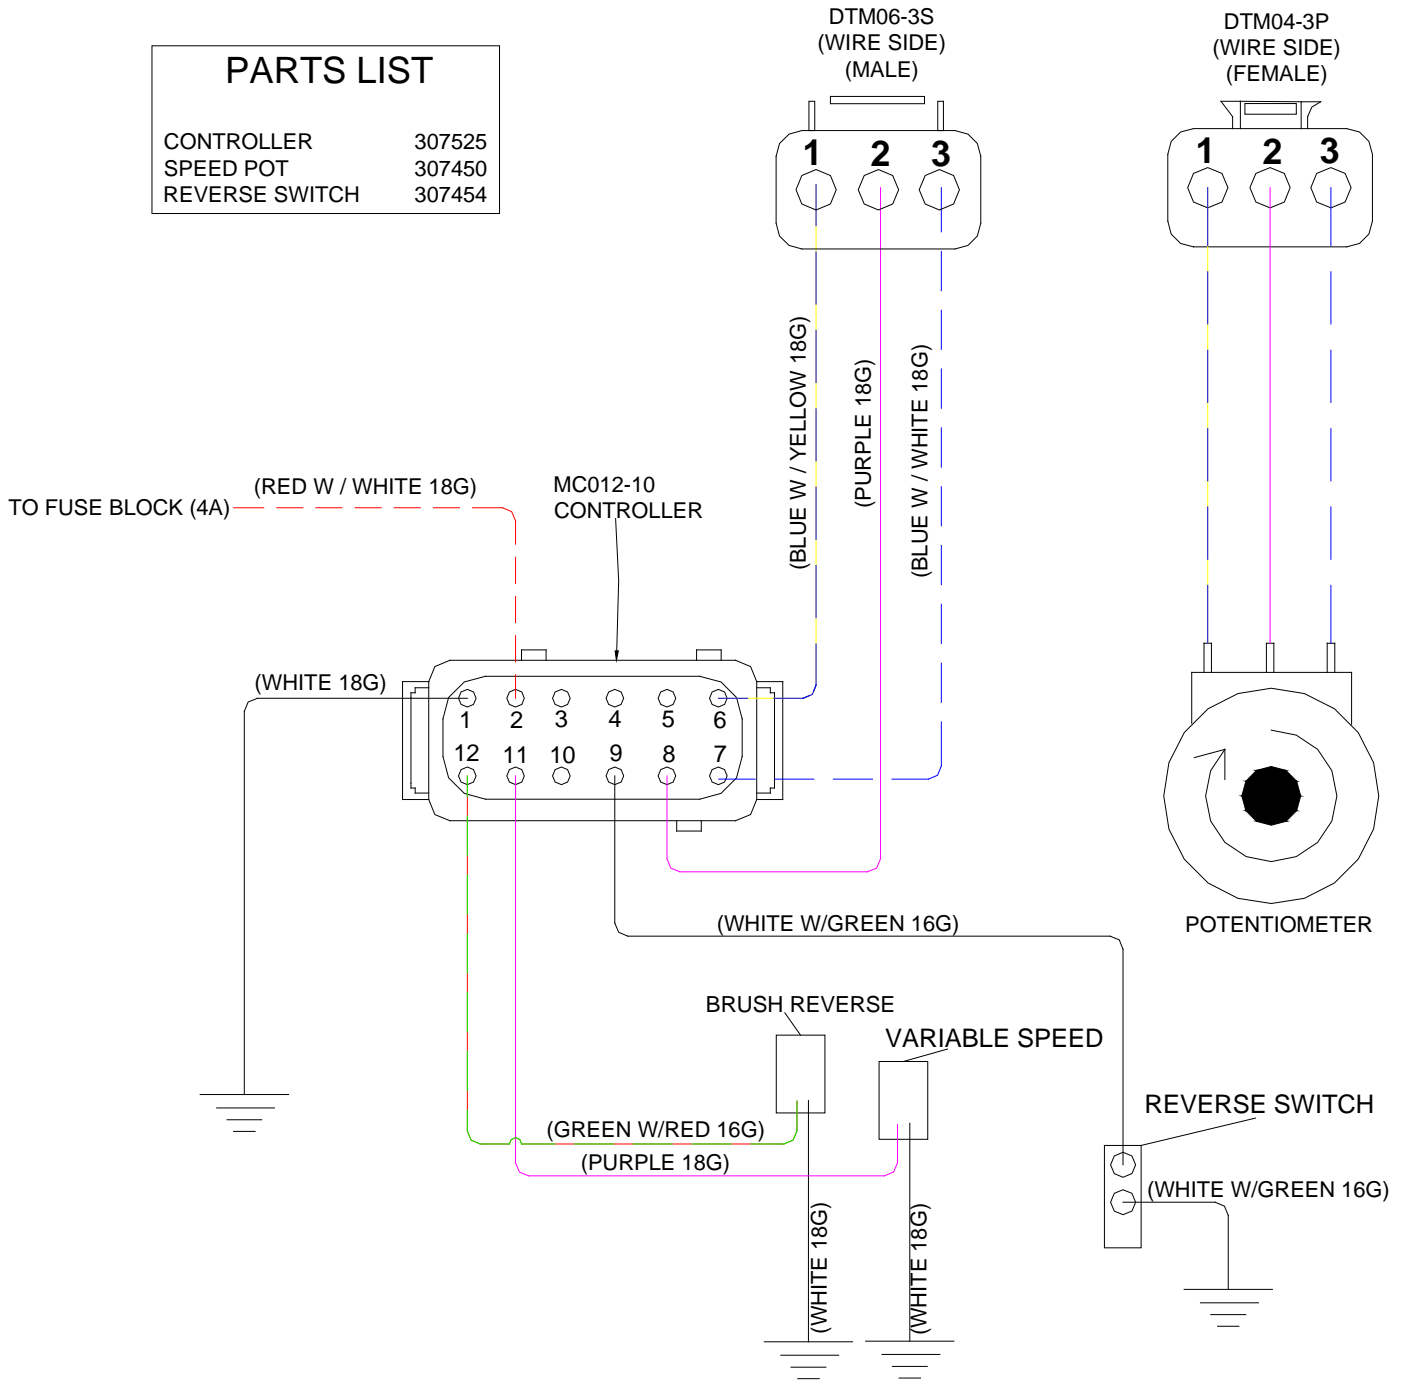 DTM06-3S
(WIRE SIDE)
(MALE)
DTM04-3P
(WIRE SIDE)
(FEMALE)
PARTS LIST
CONTROLLER 307525
SPEED POT 307450
REVERSE SWITCH 307454
1 2 3
1 2 3
(BLUE W / YELLOW 18G)
(PURPLE 18G)
(BLUE W / WHITE 18G)
(RED W / WHITE 18G)
TO FUSE BLOCK (4A)
MC012-10
CONTROLLER
(WHITE 18G)
1 2 3 4 5 6
12 11 10 9 8 7
POTENTIOMETER
(WHITE W/GREEN 16G)
BRUSH REVERSE
VARIABLE SPEED
REVERSE SWITCH
(GREEN W/RED 16G)
(PURPLE 18G)
(WHITE W/GREEN 16G)
(WHITE 18G)
(WHITE 18G)